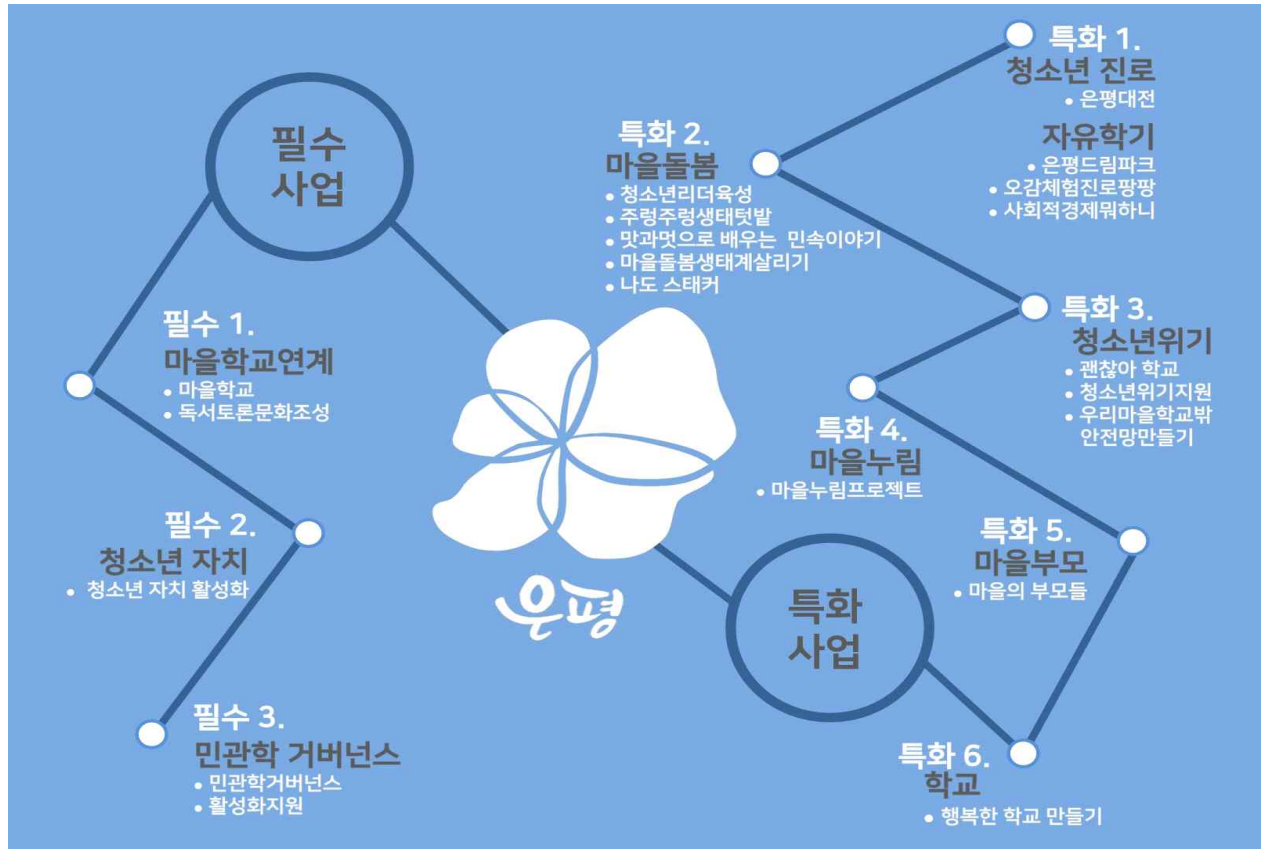 필수
사업
필수 1.
마을학교연계
• 마을학교
• 독서토론문화조성
필수 2.
청소년 자치
• 청소년 자치 활성화
필수 3.
민관학 거버넌스
• 민관학거버넌스
• 활성화지원
은평
특화
사업
특화 1.
청소년 진로
• 은평대전
자유학기
• 은평드림파크
• 오감체험진로팡팡
• 사회적경제뭐하니
특화 2.
마을돌봄
• 청소년리더육성
• 주렁주렁생태텃밭
• 맛과멋으로 배우는 민속이야기
• 마을돌봄생태계살리기
• 나도 스태커
특화 3.
청소년위기
• 괜찮아 학교
• 청소년위기지원
• 우리마을학교밖
안전망만들기
특화 4.
마을누림
• 마을누림프로젝트
특화 5.
마을부모
• 마을의 부모들
특화 6.
학교
• 행복한 학교 만들기